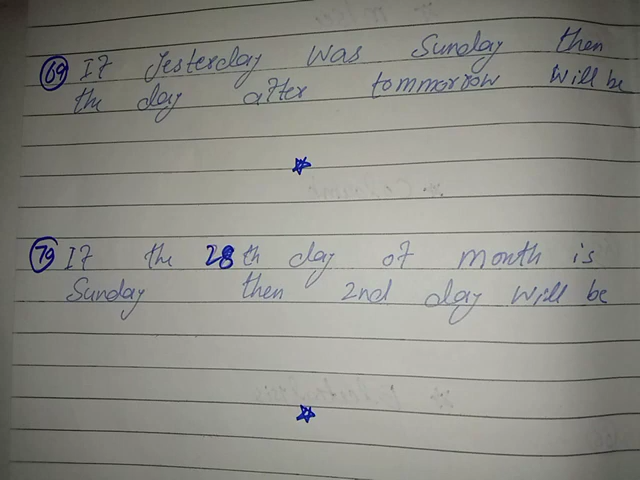 69 If Yesterday was Sunday then
the day after tommorrow will be
79 If the 28th day of month is
Sunday then 2nd day will be